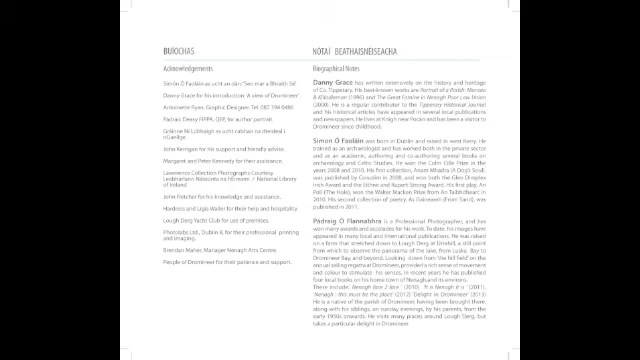 BUÍOCHAS
Acknowledgements
Simón Ó Faoláin as ucht an dáin; 'Seo mar a Bhraith Sé'
Danny Grace for his introduction; 'A view of Dromineer'
Antoinette Ryan, Graphic Designer. Tel: 087 394 0486
Pádraic Deasy FIPPA, QEP, for author portrait.
Gráinne Ní Lúbhaigh as ucht cabhair na dteideal i
nGaeilge.
John Kerrigan for his support and friendly advise.
Margaret and Peter Kennedy for their assistance.
Lawrence Collection Photographs Courtesy
Leabharlann Náisiúnta na hÉireann / National Library
of Ireland
John Fletcher for his knowledge and assistance.
Hardress and Ligia Waller for their help and hospitality.
Lough Derg Yacht Club for use of premises.
Photolabs Ltd., Dublin 8, for their professional printing
and imaging.
Brendan Maher, Manager Nenagh Arts Centre.
People of Dromineer for their patience and support.
NÓTAÍ BEATHAISNÉISEACHA
Biographical Notes
Danny Grace has written extensively on the history and heritage
of Co. Tipperary. His best-known works are Portrait of a Parish: Monsea
& Killodiernan (1996) and The Great Famine in Nenagh Poor Law Union
(2000). He is a regular contributor to the Tipperary Historical Journal
and his historical articles have appeared in several local publications
and newspapers. He lives at Knigh near Puckn and has been a visitor to
Dromineer since childhood.
Simon Ó Faoláin was born in Dublin and raised in west Kerry. He
trained as an archaeologist and has worked both in the private sector
and as an academic, authoring and co-authoring several books on
archaeology and Celtic Studies. He won the Colm Cille Prize in the
years 2008 and 2010. His first collection, Anam Mhadra (A Dog's Soul),
was published by Coiscéim in 2008, and won both the Glen Dimplex
Irish Award and the Strong Award. His first play, An
Poll (The Hole), won the Walter Macken Prize from An Taibhdhearc in
2010. His second collection of poetry, As Gaineamh (From Sand), was
published in 2011.
Pádraig Ó Flannabhra is a Professional Photographer, and has
won many awards and accolades for his work. To date, his images have
appeared in many local and international publications. He was raised
on a farm that stretched down to Lough Derg at Urrahill, a still point
from which to observe the panorama of the lake, from Luska Bay to
Dromineer Bay, and beyond. Looking down from 'the hill field' on the
annual sailing regatta at Dromineer, provided a rich sense of movement
and colour to stimulate his senses. In recent years he has published
four local books on his home town of Nenagh,and its environs.
These include: 'Nenagh face 2 face' (2010) 'It is Nenagh it is ' (2011),
'Nenagh : this must be the place' (2012) 'Delight in Dromineer' (2013)
He is a native of the parish of Dromineer, having been brought there,
along with his siblings, on sunday evenings, by his parents, from the
early 1950s onwards. He visits many places around Lough Derg, but
takes a particular delight in Dromineer.